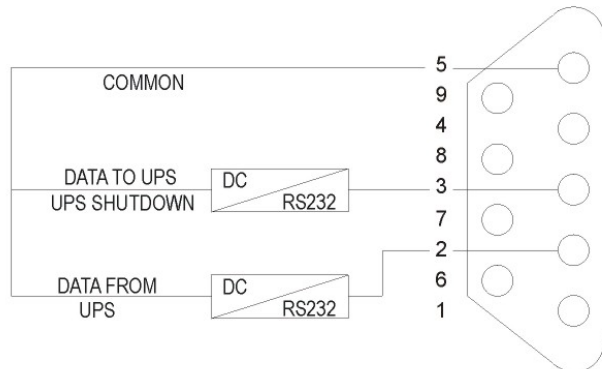 5
COMMON
9
4
8
DATA TO UPS
DC
3
UPS SHUTDOWN
RS232
7
2
DATA FROM
DC
6
UPS
RS232
1